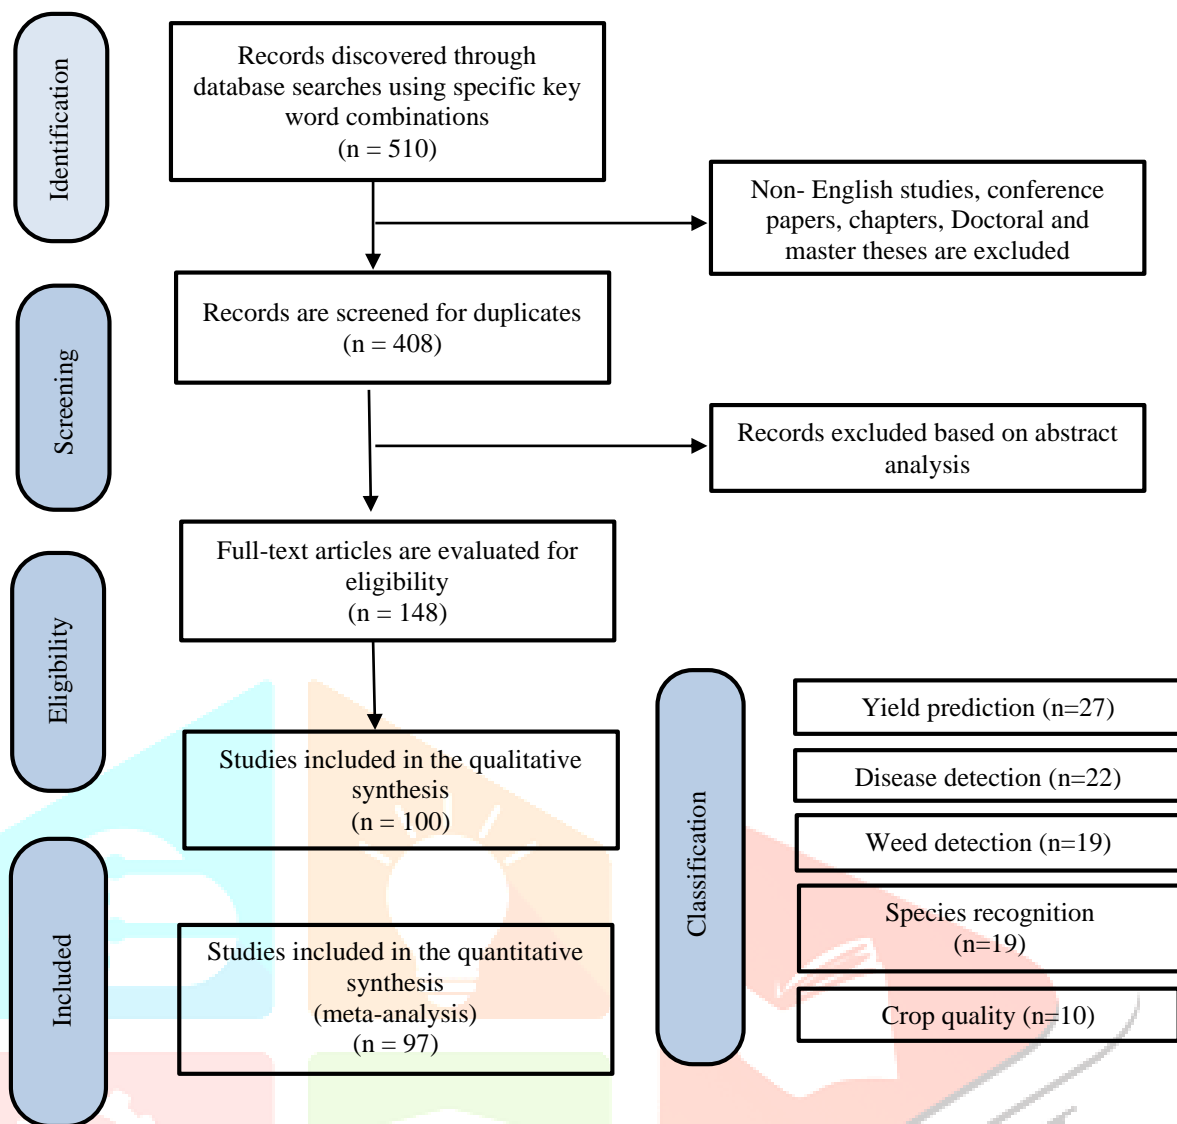 Identification
Records discovered through
database searches using specific key
word combinations
(n = 510)
Non- English studies, conference
papers, chapters, Doctoral and
master theses are excluded
Screening
Records are screened for duplicates
(n = 408)
Records excluded based on abstract
analysis
Eligibility
Full-text articles are evaluated for
eligibility
(n = 148)
Studies included in the qualitative
synthesis
(n = 100)
Included
Studies included in the quantitative
synthesis
(meta-analysis)
(n = 97)
Classification
Yield prediction (n=27)
Disease detection (n=22)
Weed detection (n=19)
Species recognition
(n=19)
Crop quality (n=10)